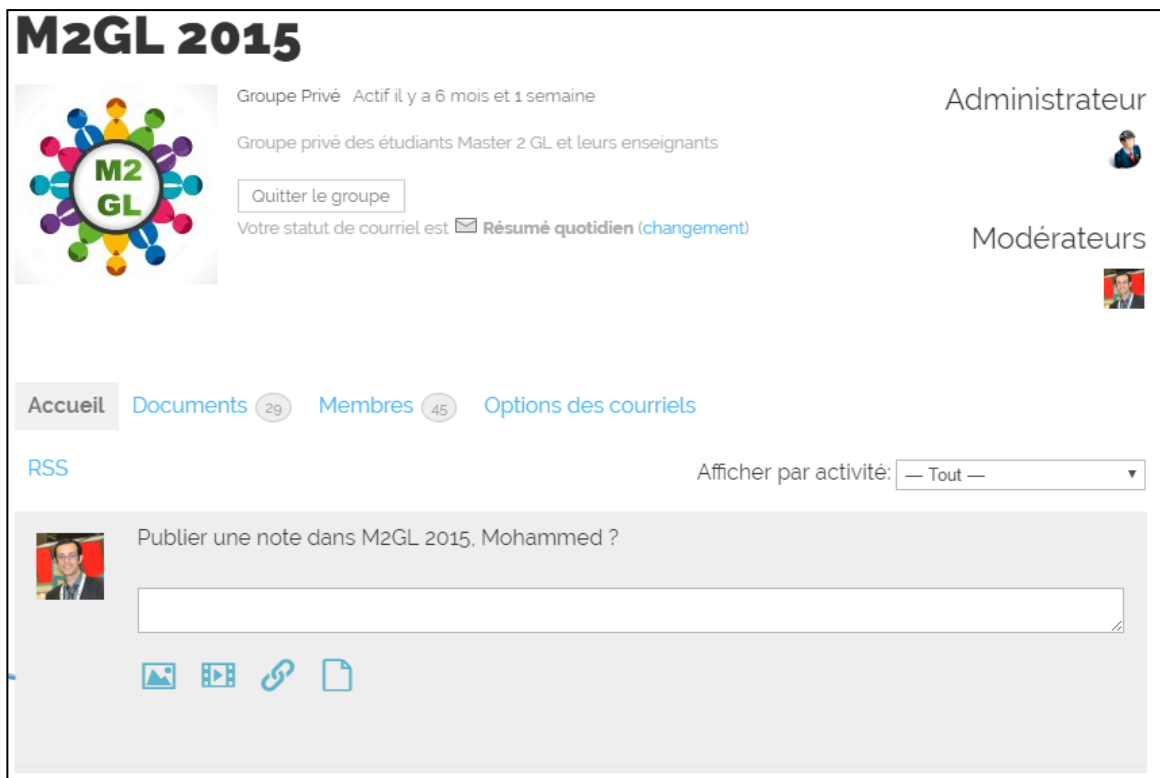 M2GL 2015
Groupe Privé Actif il y a 6 mois et 1 semaine
Administrateur
Groupe privé des étudiants Master 2 GL et leurs enseignants
M2
GL
Quitter le groupe
Votre statut de courriel est Résumé quotidien (changement)
Modérateurs
Accueil Documents 29 Membres 45 Options des courriels
RSS
Afficher par activité: — Tout —
Publier une note dans M2GL 2015, Mohammed ?